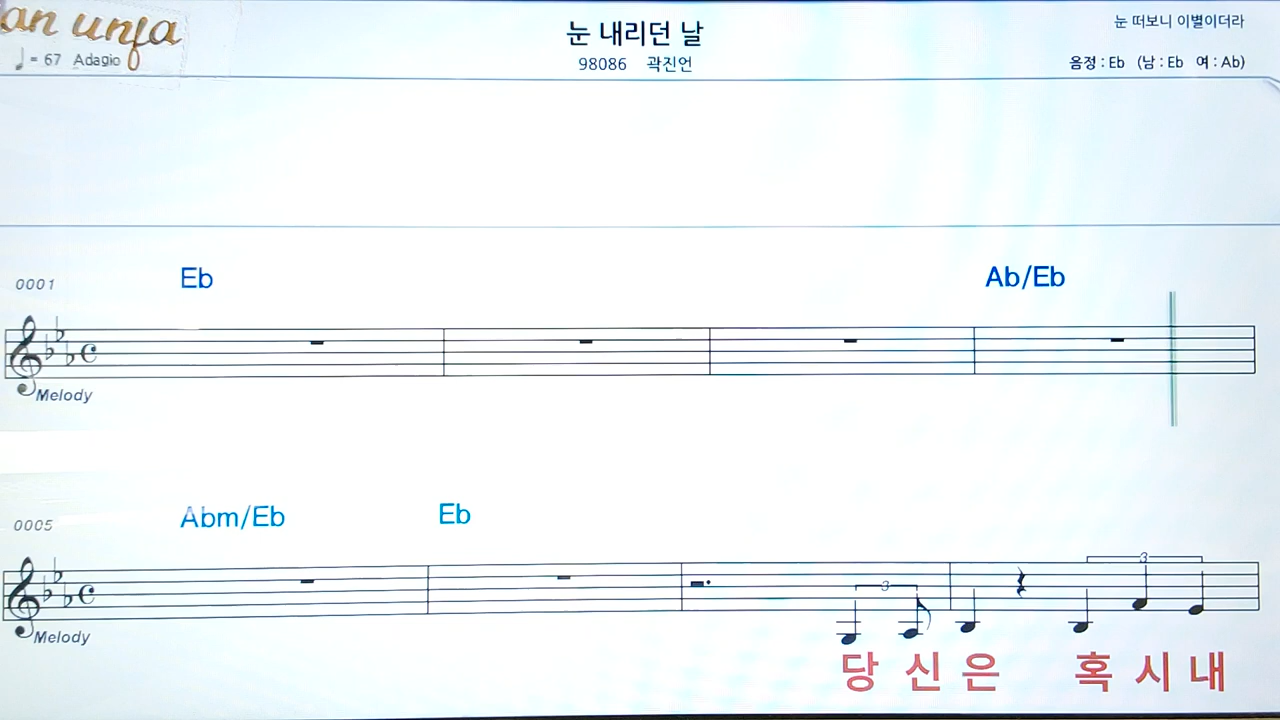 an unfa
눈 내리던 날
눈 떠보니 이별이더라
♩ = 67 Adagio
98086 곽진언
음정 : Eb (남 : Eb 여 : Ab)
0001
Eb
Ab/Eb
Melody
0005
Abm/Eb
Eb
3
3
Melody
당 신 은 혹 시 내